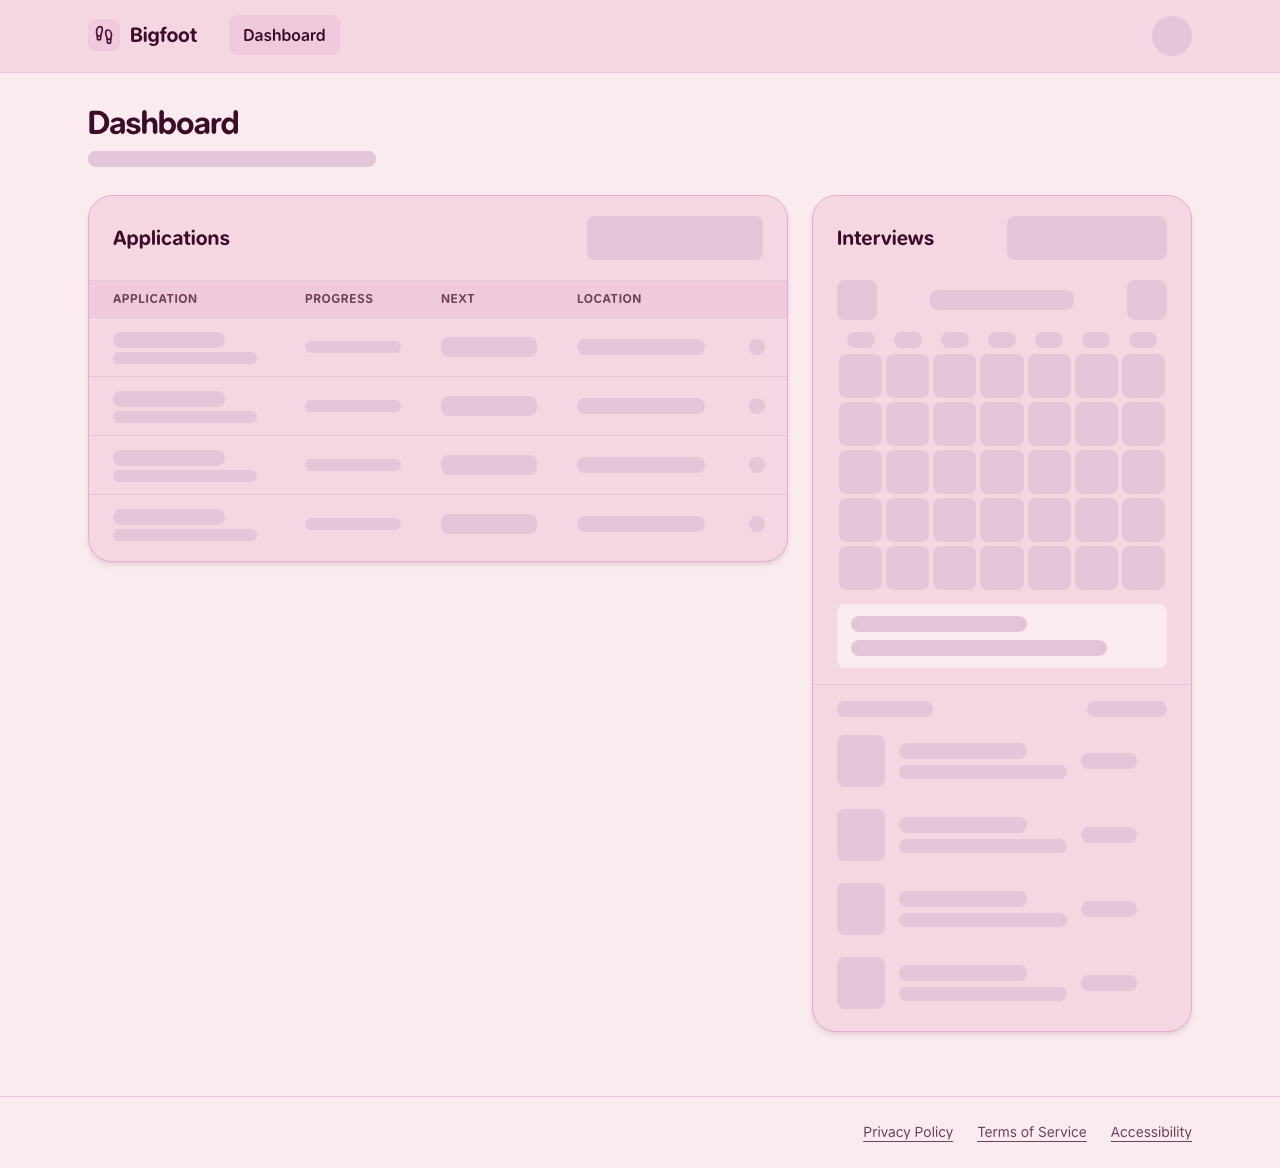 Bigfoot
Dashboard
Dashboard
Applications
APPLICATION PROGRESS NEXT LOCATION
Interviews
Privacy Policy Terms of Service Accessibility